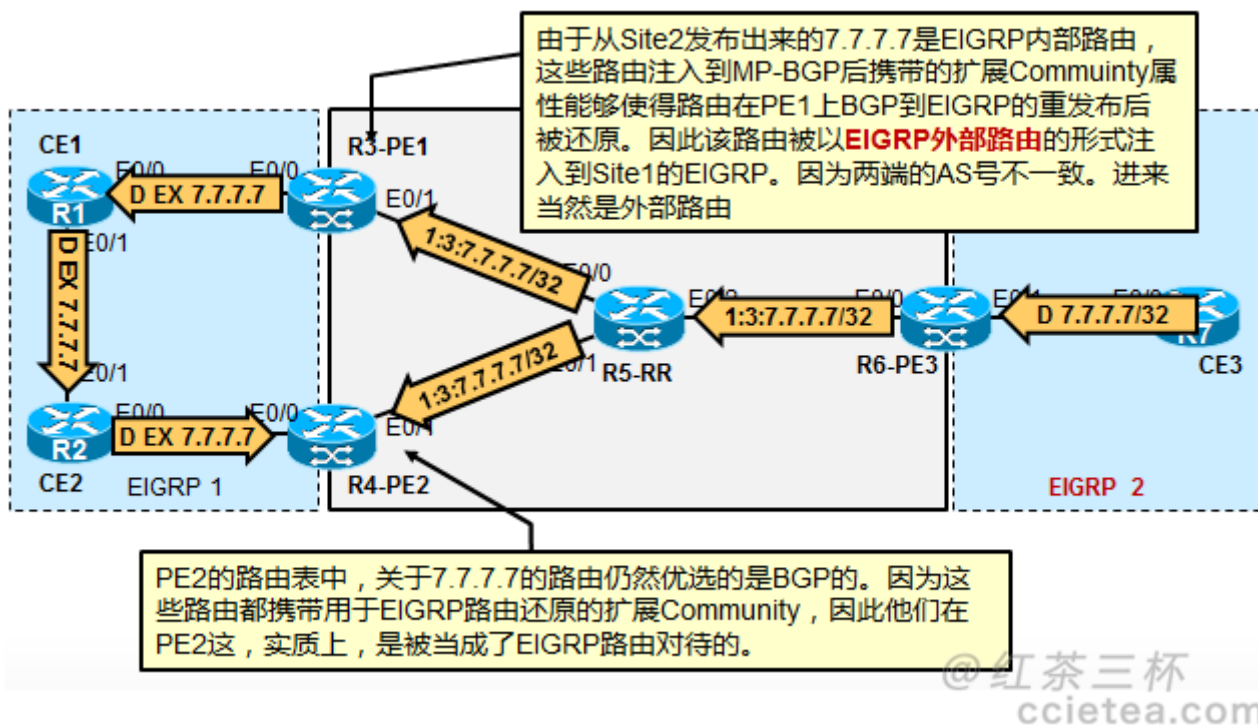 由于从Site2发布出来的7.7.7.7是EIGRP内部路由，
这些路由注入到MP-BGP后携带的扩展Commuinty属
性能够使得路由在PE1上BGP到EIGRP的重发布后
被还原。因此该路由被以EIGRP外部路由的形式注
入到Site1的EIGRP。因为两端的AS号不一致。进来
当然是外部路由
CE1
R3-PE1
E0/0
E0/0
D EX 7.7.7.7
R1
E0/1
E0/1
1:3:7.7.7.7/32
E0/0
D EX 7.7.7.7
E0/2
1:3:7.7.7.7/32
E0/0
E0/1
D 7.7.7.7/32
E0/0
R7
R5-RR
R6-PE3
CE3
1:3:7.7.7.7/32
E0/1
E0/1
E0/0
E0/0
D EX 7.7.7.7
R2
E0/1
CE2
EIGRP 1
R4-PE2
EIGRP 2
PE2的路由表中，关于7.7.7.7的路由仍然优选的是BGP的。因为这
些路由都携带用于EIGRP路由还原的扩展Community，因此他们在
PE2这，实质上，是被当成了EIGRP路由对待的。
@红茶三杯
ccietea.com